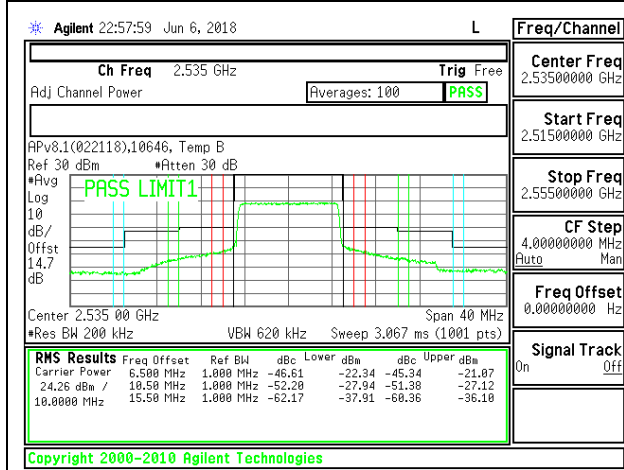 Agilent 22:57:59 Jun 6, 2018 L
Ch Freq 2.535 GHz Trig Free
Adj Channel Power Averages: 100 PASS
APv8.1(022118),10646, Temp B
Ref 30 dBm #Atten 30 dB
#Avg
Log
10
dB/
Offst
14.7
dB
PASS LIMIT1
Center 2.535 00 GHz Span 40 MHz
#Res BW 200 kHz VBW 620 kHz Sweep 3.067 ms (1001 pts)
RMS Results Freq Offset Ref BW dBc Lower dBm dBc Upper dBm
Carrier Power 6.500 MHz 1.000 MHz -46.61 -22.34 -45.34 -21.07
24.26 dBm / 10.50 MHz 1.000 MHz -52.20 -27.94 -51.38 -27.12
10.0000 MHz 15.50 MHz 1.000 MHz -62.17 -37.91 -60.36 -36.10
Copyright 2000-2010 Agilent Technologies
Freq/Channel
Center Freq
2.53500000 GHz
Start Freq
2.51500000 GHz
Stop Freq
2.55500000 GHz
CF Step
4.00000000 MHz
Auto Man
Freq Offset
0.00000000 Hz
Signal Track
On Off